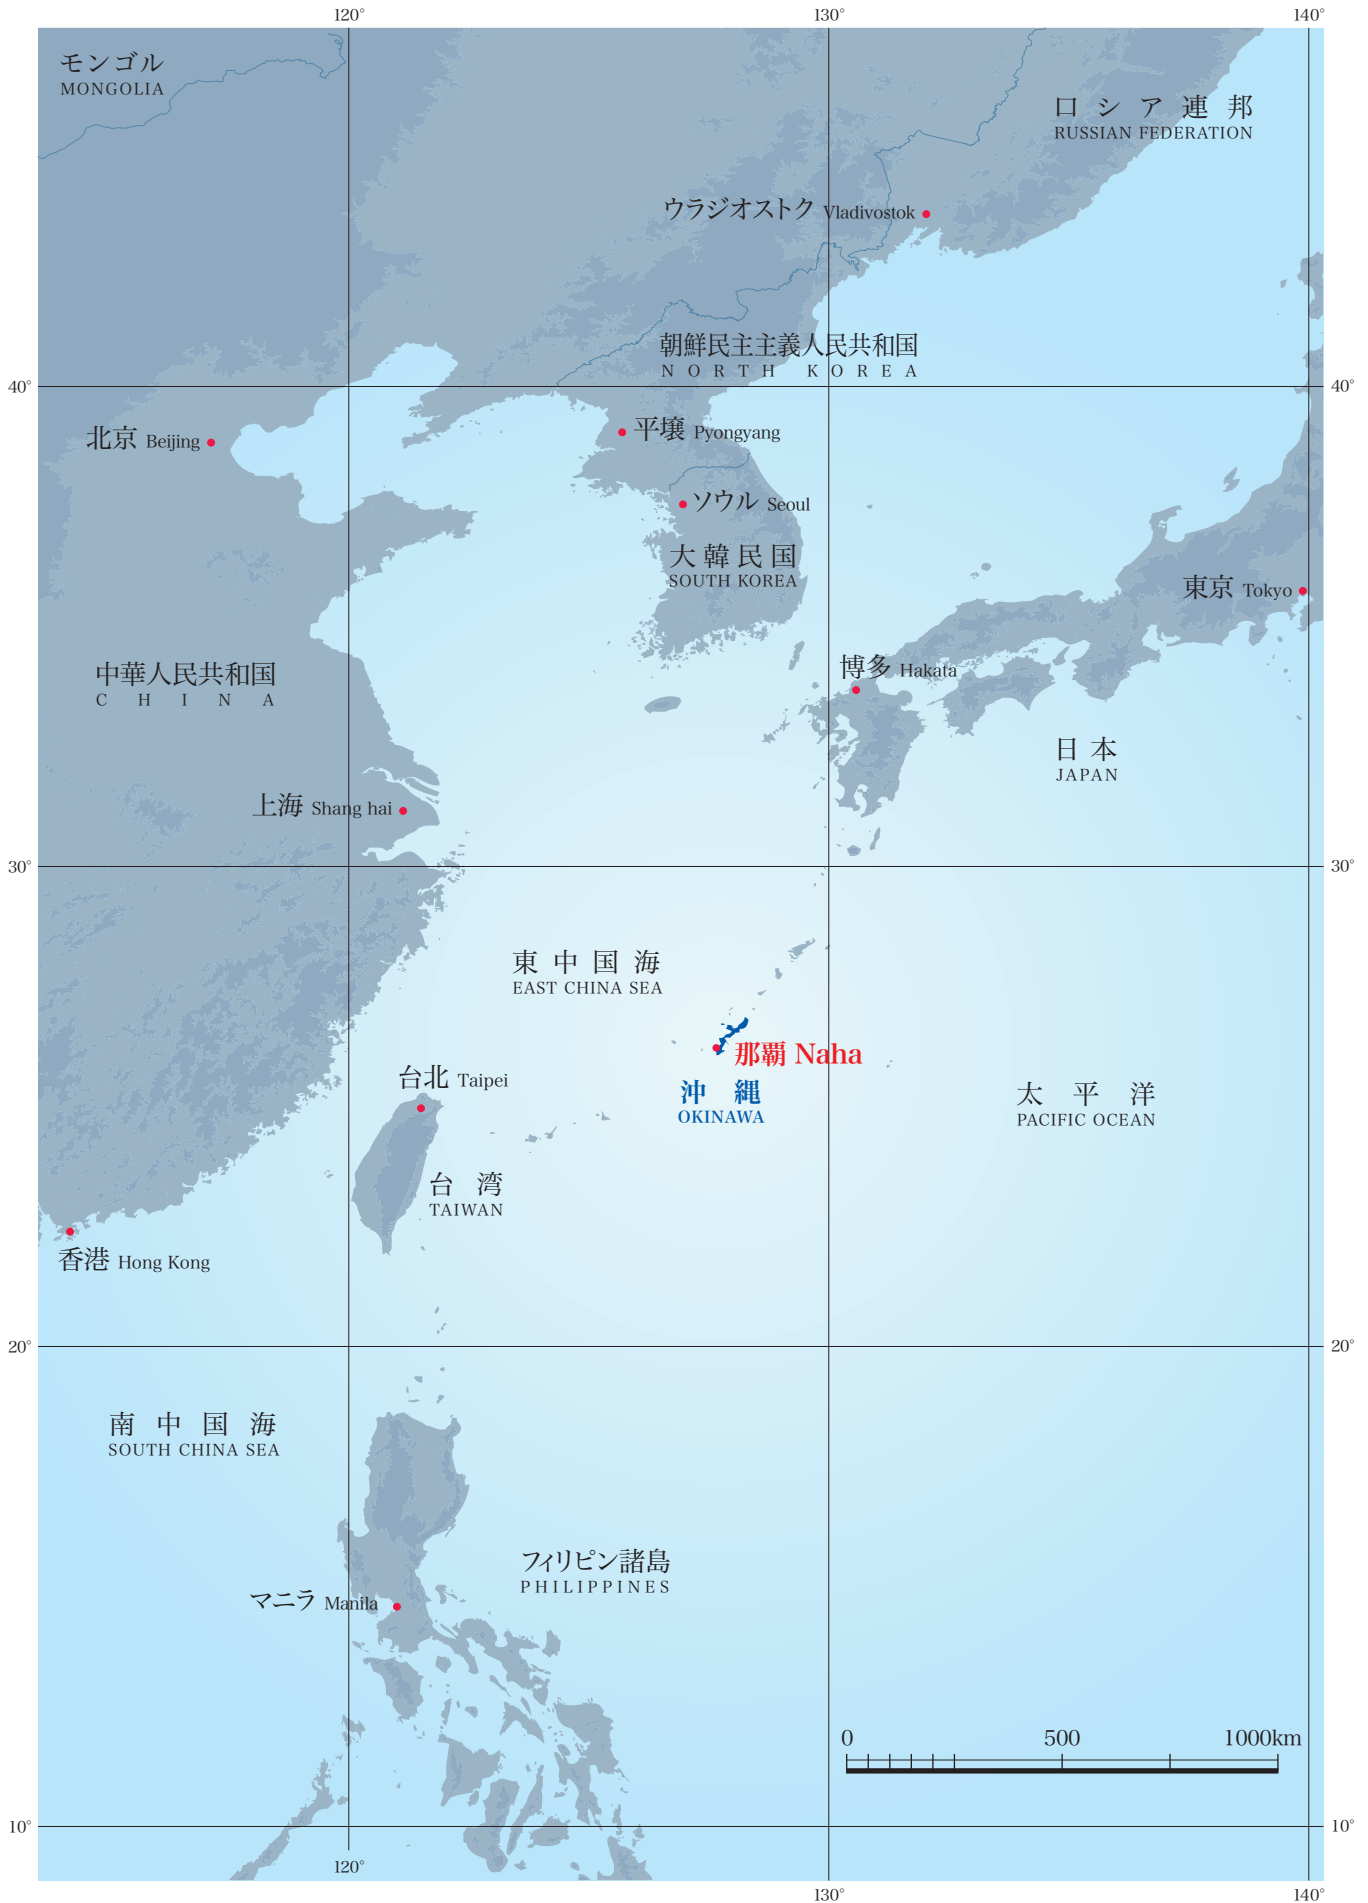 120°
130°
140°
モンゴル
MONGOLIA
ロシア連邦
RUSSIAN FEDERATION
ウラジオストク Vladivostok
朝鮮民主主義人民共和国
NORTH KOREA
40°
40°
北京 Beijing
平壌 Pyongyang
ソウル Seoul
大韓民国
SOUTH KOREA
東京 Tokyo
中華人民共和国
CHINA
博多 Hakata
日本
JAPAN
上海 Shang hai
30°
30°
東中国海
EAST CHINA SEA
那覇 Naha
沖縄
OKINAWA
台北 Taipei
太平洋
PACIFIC OCEAN
台湾
TAIWAN
香港 Hong Kong
20°
20°
南中国海
SOUTH CHINA SEA
フィリピン諸島
PHILIPPINES
マニラ Manila
0 500 1000km
10°
10°
120°
130°
140°